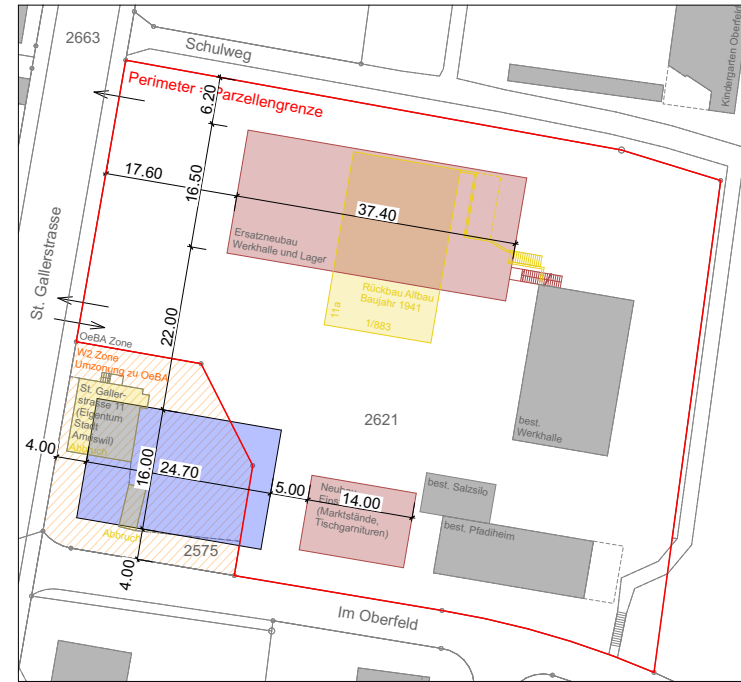 2663
Schulweg
Kindergarten Oberfeld
Perimeter = Parzellengrenze
6.20
17.60
16.50
37.40
Ersatzneubau
Werkhalle und Lager
St. Gallerstrasse
Rückbau Altbau
Baujahr 1941
11a
1/883
22.00
OeBA Zone
W2 Zone
Umzonung zu OeBA
St. Galler-
strasse 11
(Eigentum
Stadt
Amriswil)
Abbruch
2621
best.
Werkhalle
4.00
16.00
24.70
5.00
14.00
Neubau
(Marktstände,
Tischgarnituren)
best. Salzsilo
best. Pfadiheim
Abbruch
2575
4.00
Im Oberfeld